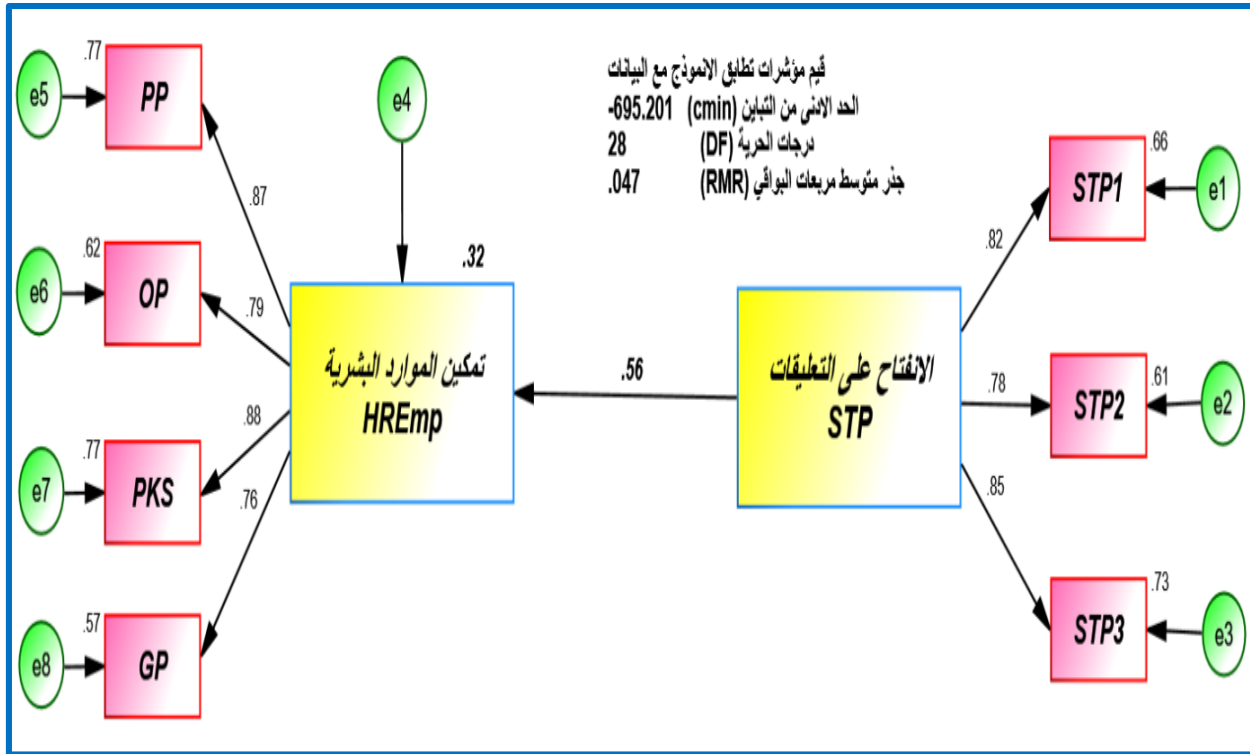 قيم مؤشرات تطابق الانموذج مع البيانات
الحد الادنى من التباين (cmin) -695.201
درجات الحرية (DF) 28
جذر متوسط مربعات البواقي (RMR) .047
e5
.77
PP
e4
.66
STP1
e1
.87
.82
e6
.62
OP
.79
.32
تمكين الموارد البشرية
HREmp
.56
الانفتاح على التعليقات
STP
.78
.61
STP2
e2
e7
.77
PKS
.88
.76
.85
e8
.57
GP
.73
STP3
e3